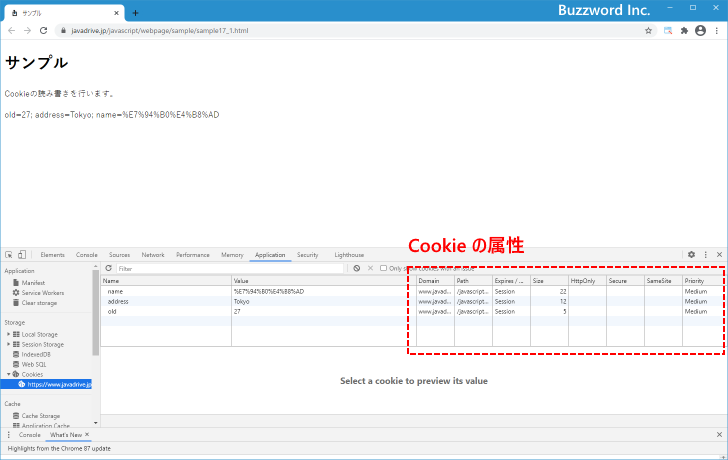 サンプル
Buzzword Inc.
javadrive.jp/javascript/webpage/sample/sample17_1.html
サンプル
Cookieの読み書きを行います。
old=27; address=Tokyo; name=%E7%94%B0%E4%B8%AD
Cookie の属性
Elements Console Sources Network Performance Memory Application Security Lighthouse
Application
Manifest
Service Workers
Clear storage
Storage
Local Storage
Session Storage
IndexedDB
Web SQL
Cookies
https://www.javadrive.jp
Cache
Cache Storage
Application Cache
Filter Only show cookies with an issue
Name Value Domain Path Expires / ... Size HttpOnly Secure SameSite Priority
name %E7%94%B0%E4%B8%AD www.javad... /javascript... Session 22 Medium
address Tokyo www.javad... /javascript... Session 12 Medium
old 27 www.javad... /javascript... Session 5 Medium
Select a cookie to preview its value
Console What's New
Highlights from the Chrome 87 update